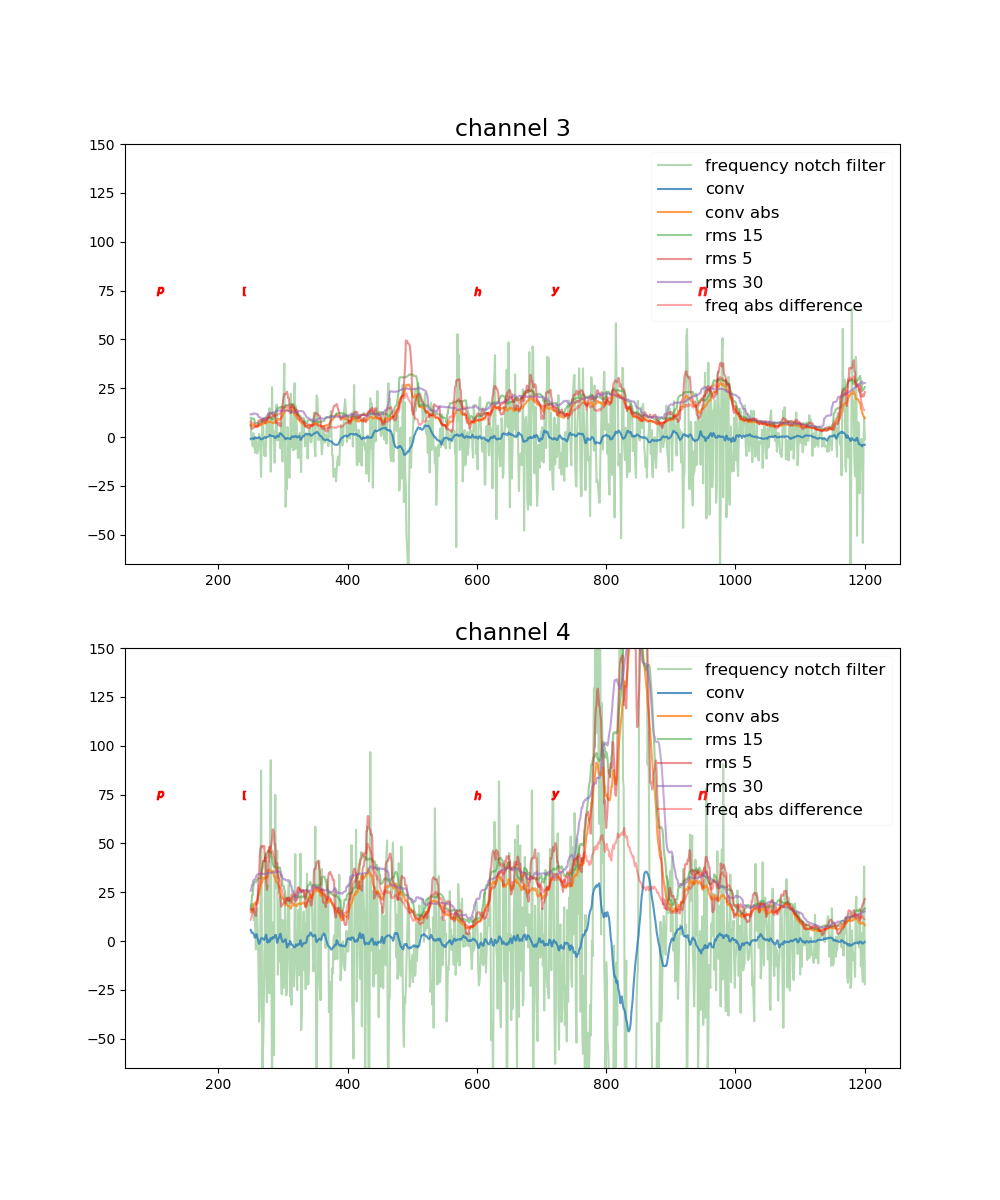 channel 3
150
125
100
75
50
25
0
−25
−50
frequency notch filter
conv
conv abs
rms 15
rms 5
rms 30
freq abs difference
p h y n
200 400 600 800 1000 1200
channel 4
150
125
100
75
50
25
0
−25
−50
frequency notch filter
conv
conv abs
rms 15
rms 5
rms 30
freq abs difference
p h y n
200 400 600 800 1000 1200